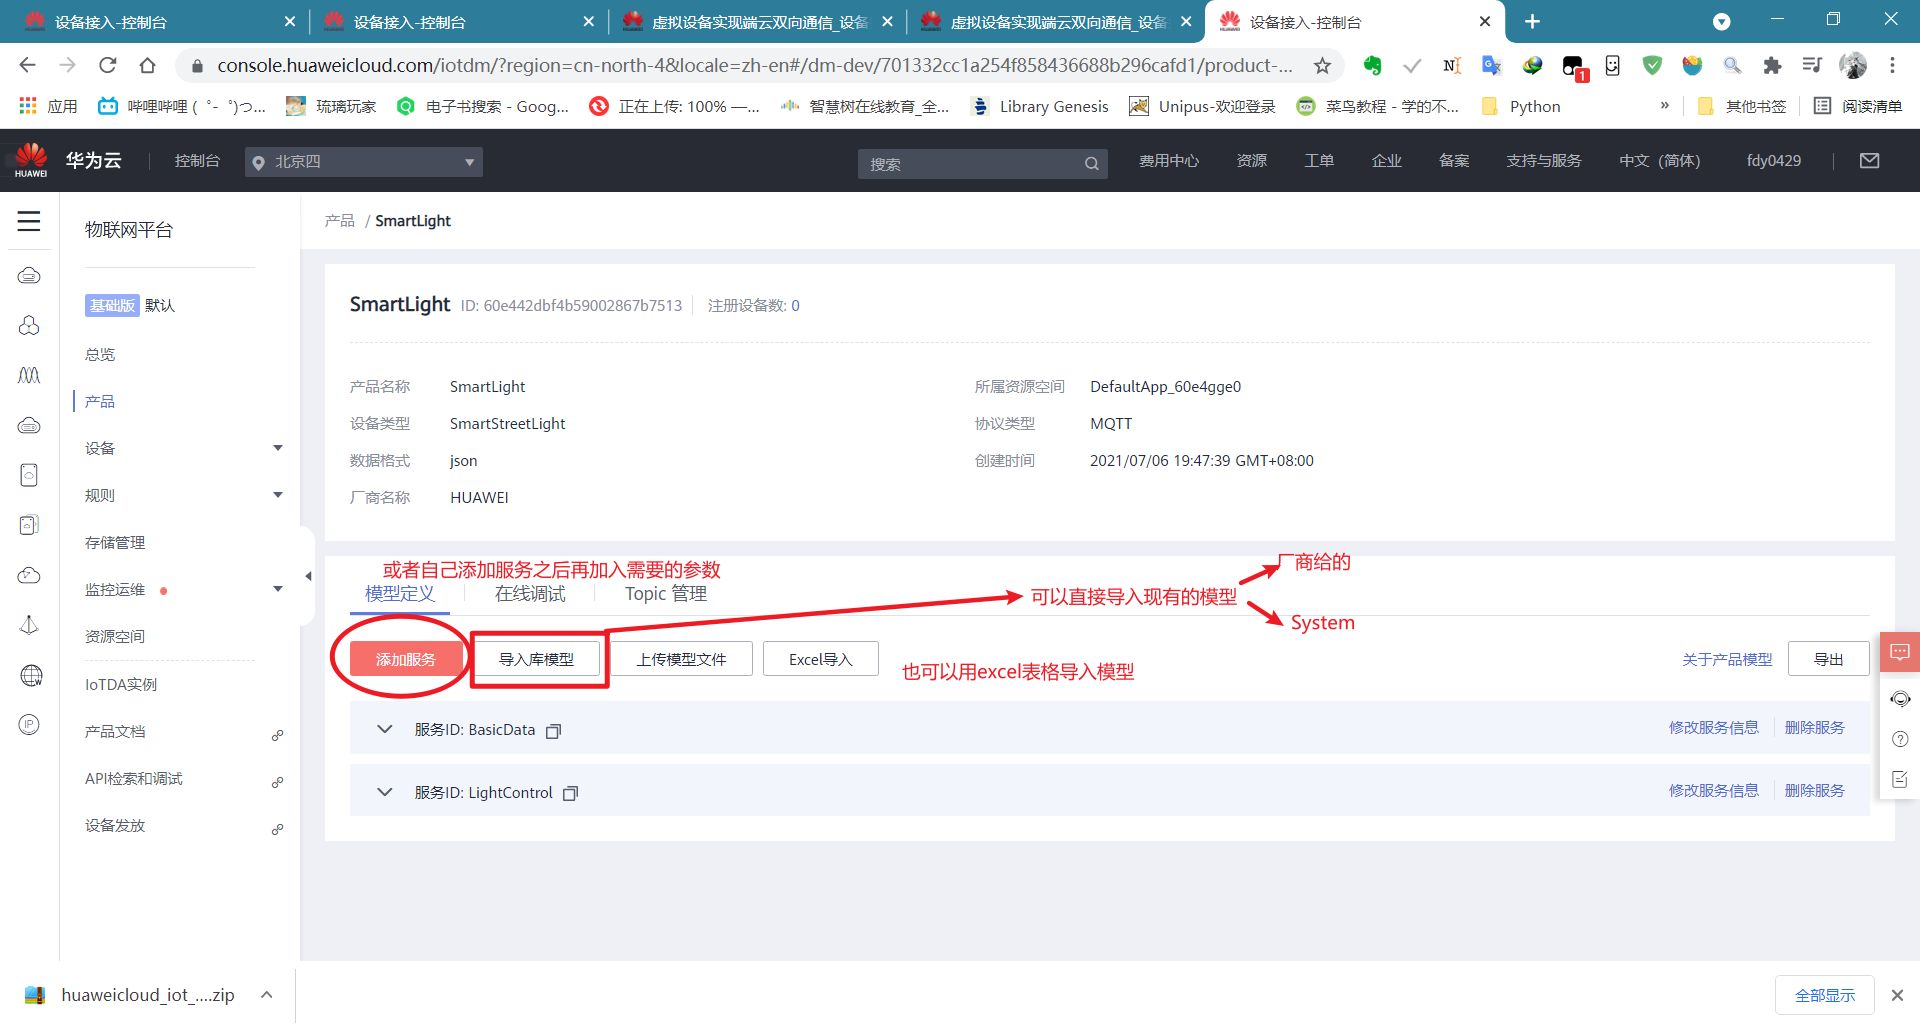 设备接入-控制台
设备接入-控制台
虚拟设备实现端云双向通信_设备
虚拟设备实现端云双向通信_设备
设备接入-控制台
console.huaweicloud.com/iotdm/?region=cn-north-4&locale=zh-en#/dm-dev/701332cc1a254f858436688b296cafd1/product-...
1
应用
哔哩哔哩 ( ゜- ゜)つ...
琉璃玩家
电子书搜索 - Goog...
正在上传: 100% —...
智慧树在线教育_全...
Library Genesis
Unipus-欢迎登录
菜鸟教程 - 学的不...
Python
»
其他书签
阅读清单
HUAWEI
华为云
控制台
北京四
搜索
费用中心
资源
工单
企业
备案
支持与服务
中文（简体）
fdy0429
物联网平台
基础版 默认
总览
产品
设备
规则
存储管理
监控运维
资源空间
IoTDA实例
产品文档
API检索和调试
设备发放
产品 / SmartLight
SmartLight ID: 60e442dbf4b59002867b7513 注册设备数: 0
产品名称 SmartLight
所属资源空间 DefaultApp_60e4gge0
设备类型 SmartStreetLight
协议类型 MQTT
数据格式 json
创建时间 2021/07/06 19:47:39 GMT+08:00
厂商名称 HUAWEI
或者自己添加服务之后再加入需要的参数
厂商给的
模型定义 在线调试 Topic 管理
可以直接导入现有的模型
System
添加服务 导入库模型 上传模型文件 Excel导入
也可以用excel表格导入模型
关于产品模型 导出
服务ID: BasicData
修改服务信息 删除服务
服务ID: LightControl
修改服务信息 删除服务
huaweicloud_iot_....zip
全部显示